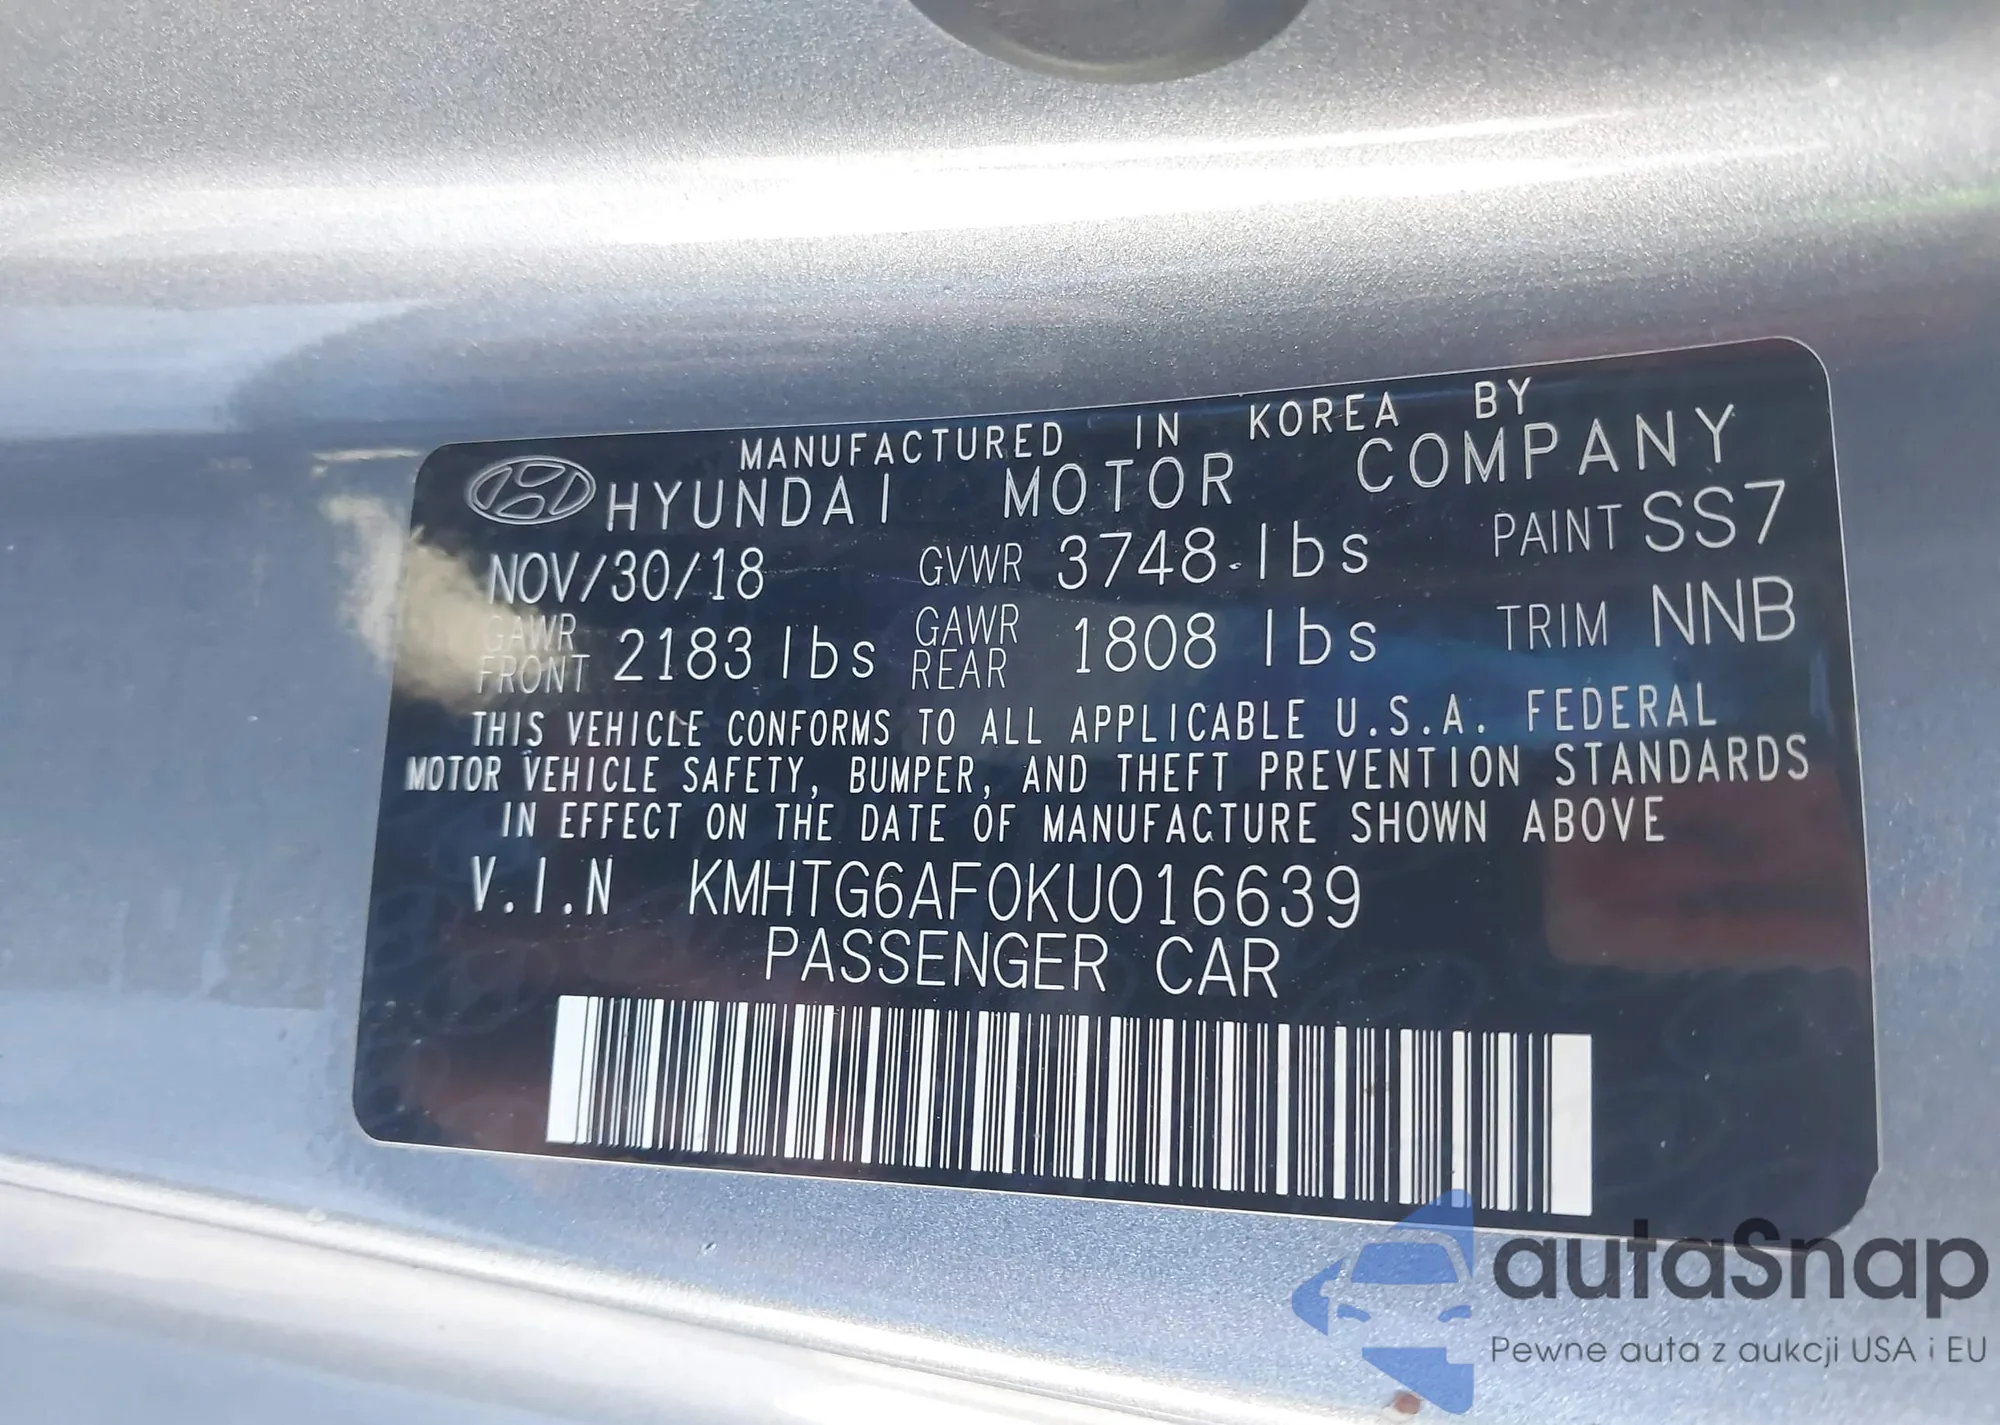 MANUFACTURED IN KOREA BY
HYUNDAI MOTOR COMPANY
NOV/30/18 GVWR 3748 lbs PAINT SS7
GAWR FRONT 2183 lbs GAWR REAR 1808 lbs TRIM NNB
THIS VEHICLE CONFORMS TO ALL APPLICABLE U.S.A. FEDERAL
MOTOR VEHICLE SAFETY, BUMPER, AND THEFT PREVENTION STANDARDS
IN EFFECT ON THE DATE OF MANUFACTURE SHOWN ABOVE
V.I.N KMHTG6AF0KU016639
PASSENGER CAR
autaSnap
Pewne auta z aukcji USA i EU